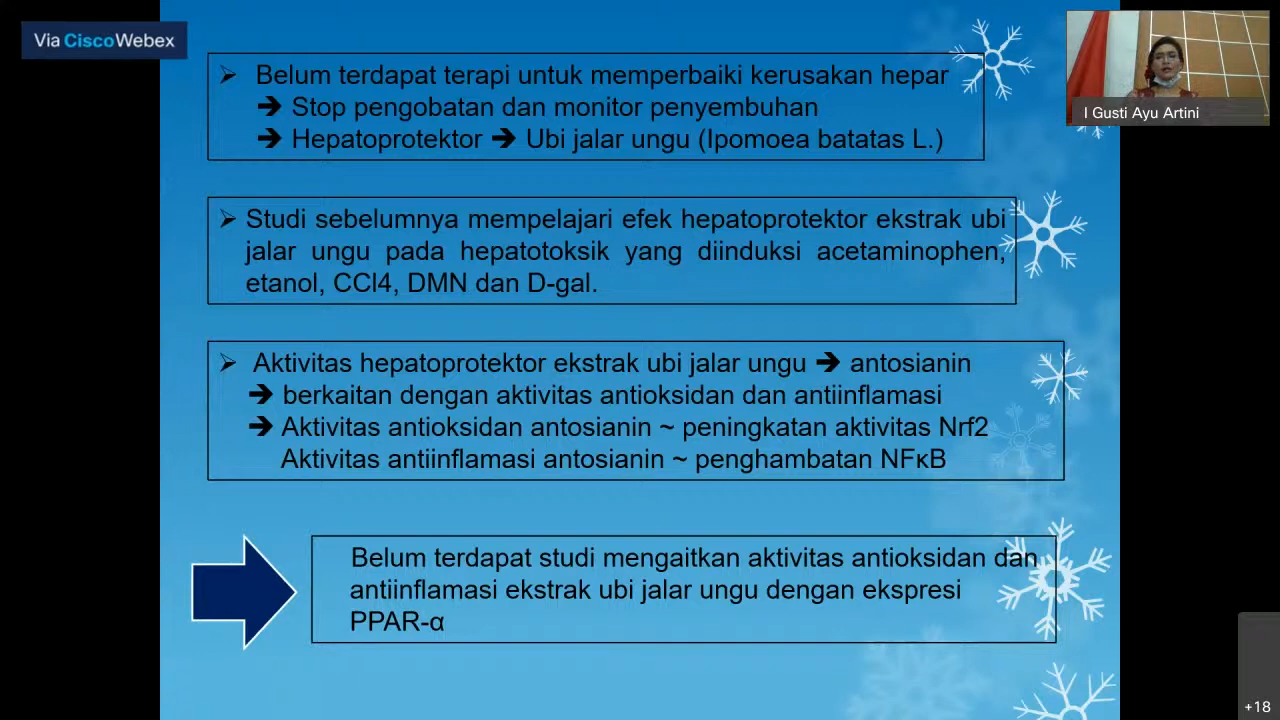 Via CiscoWebex
➢ Belum terdapat terapi untuk memperbaiki kerusakan hepar
➔ Stop pengobatan dan monitor penyembuhan
➔ Hepatoprotektor ➔ Ubi jalar ungu (Ipomoea batatas L.)
I Gusti Ayu Artini
➢ Studi sebelumnya mempelajari efek hepatoprotektor ekstrak ubi
jalar ungu pada hepatotoksik yang diinduksi acetaminophen,
etanol, CCl4, DMN dan D-gal.
➢ Aktivitas hepatoprotektor ekstrak ubi jalar ungu ➔ antosianin
➔ berkaitan dengan aktivitas antioksidan dan antiinflamasi
➔ Aktivitas antioksidan antosianin ~ peningkatan aktivitas Nrf2
Aktivitas antiinflamasi antosianin ~ penghambatan NFκB
Belum terdapat studi mengaitkan aktivitas antioksidan dan
antiinflamasi ekstrak ubi jalar ungu dengan ekspresi
PPAR-α
+18